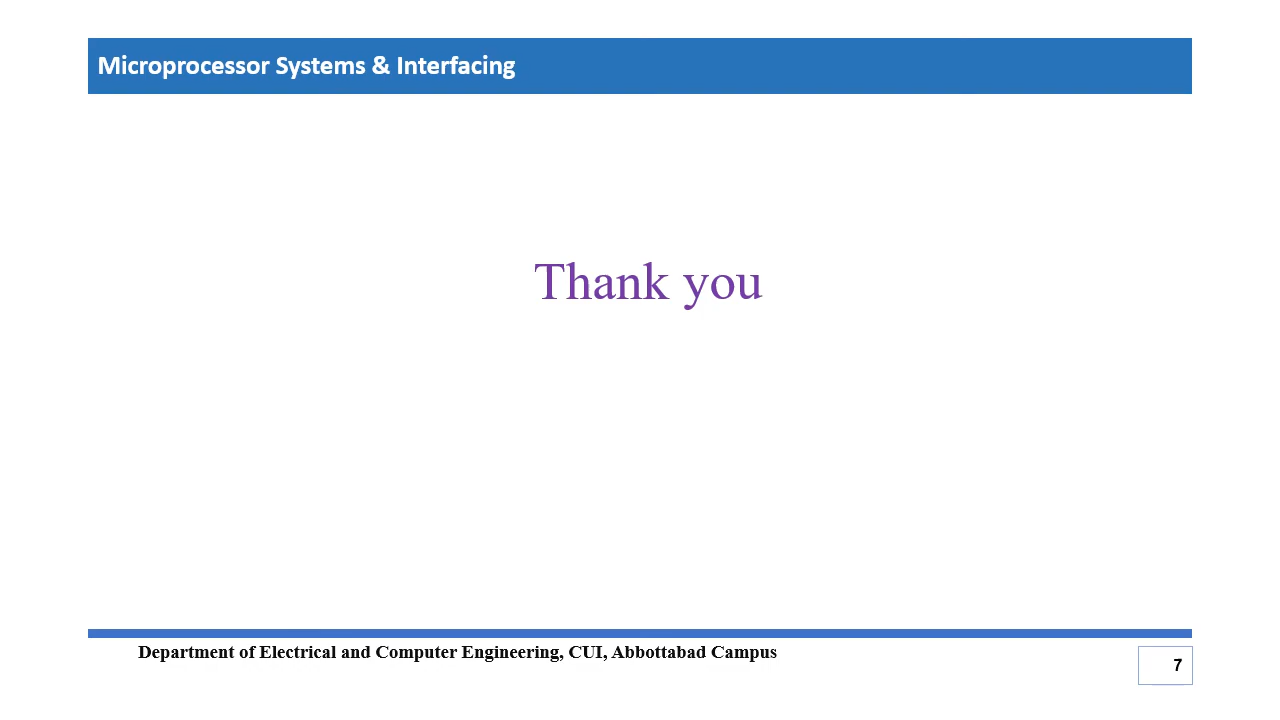 Microprocessor Systems & Interfacing
Thank you
Department of Electrical and Computer Engineering, CUI, Abbottabad Campus
7